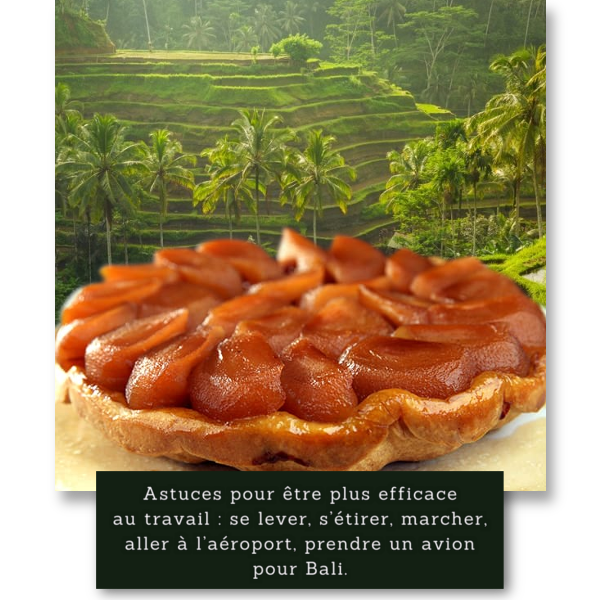 Astuces pour être plus efficace
au travail : se lever, s'étirer, marcher,
aller à l'aéroport, prendre un avion
pour Bali.